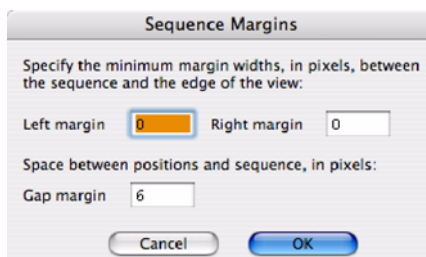 Sequence Margins
Specify the minimum margin widths, in pixels, between
the sequence and the edge of the view:
Left margin 0 Right margin 0
Space between positions and sequence, in pixels:
Gap margin 6
Cancel OK